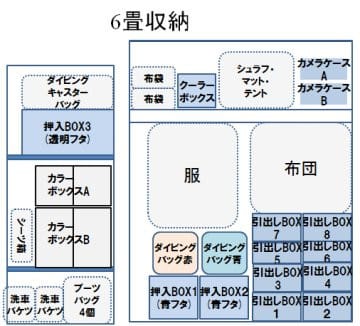 6畳収納
ダイビング
キャスター
バッグ
押入BOX3
(透明フタ)
カラー
ボックスA
カラー
ボックスB
シーツ箱
洗車
バケツ
洗車
バケツ
ブーツ
バッグ
4個
布袋
布袋
クーラー
ボックス
シュラフ・
マット・
テント
カメラケース
A
カメラケース
B
服
布団
ダイビング
バッグ赤
ダイビング
バッグ青
押入BOX1
(青フタ)
押入BOX2
(青フタ)
引出しBOX
7
引出しBOX
8
引出しBOX
5
引出しBOX
6
引出しBOX
3
引出しBOX
4
引出しBOX
1
引出しBOX
2